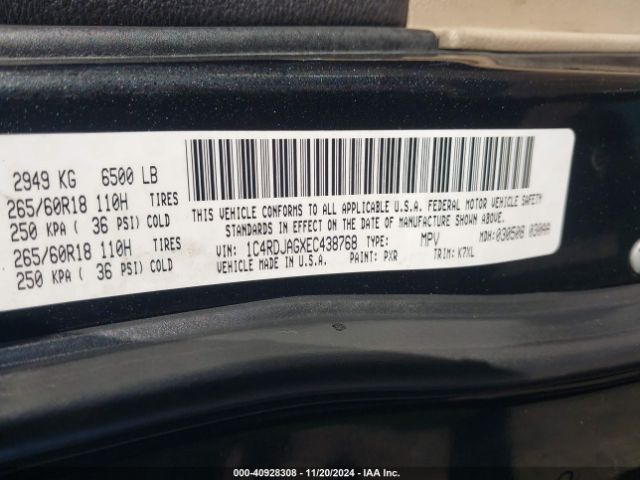 2949 KG 6500 LB
265/60R18 110H TIRES
250 KPA ( 36 PSI) COLD
265/60R18 110H TIRES
250 KPA ( 36 PSI) COLD
THIS VEHICLE CONFORMS TO ALL APPLICABLE U.S.A. FEDERAL MOTOR VEHICLE SAFETY
STANDARDS IN EFFECT ON THE DATE OF MANUFACTURE SHOWN ABOVE.
VIN: 1C4RDJAGXEC438768 TYPE: MPV MDH: 030508 030AA
VEHICLE MADE IN U.S.A. PAINT: PXR TRIM: K7XL
000-40928308 - 11/20/2024 - IAA Inc.